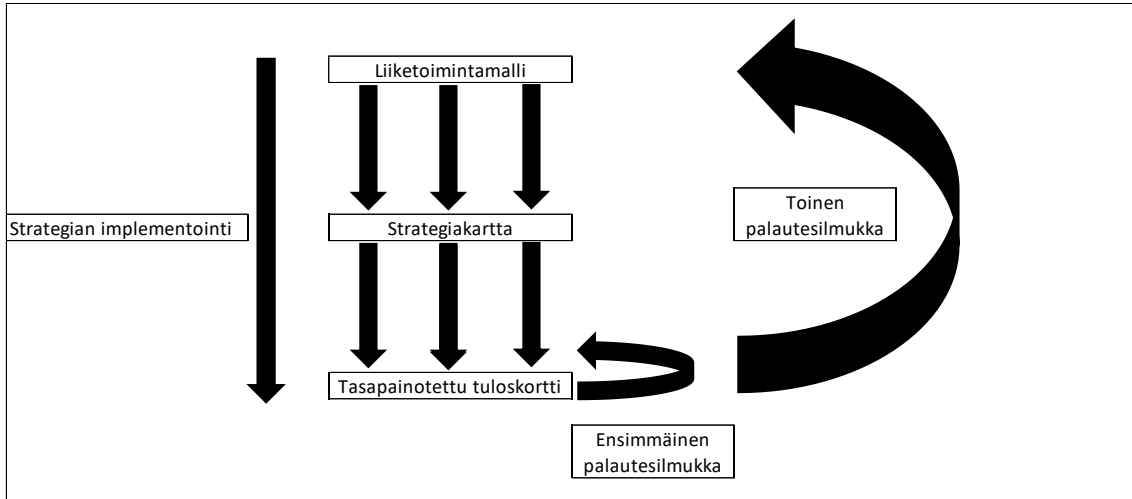 Liiketoimintamalli
Strategian implementointi
Strategiakartta
Toinen
palautesilmukka
Tasapainotettu tuloskortti
Ensimmäinen
palautesilmukka